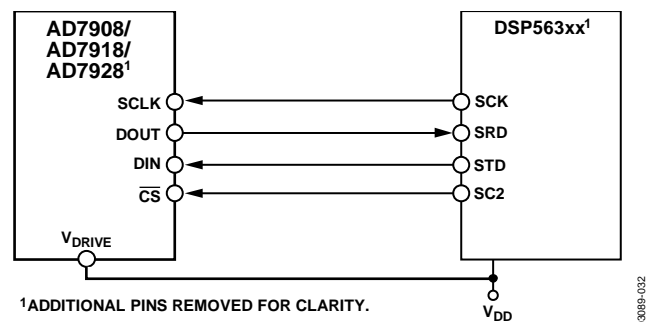 AD7908/
AD7918/
AD7928¹
DSP563xx¹
SCLK
SCK
DOUT
SRD
DIN
STD
C̅S̅
SC2
VDRIVE
¹ADDITIONAL PINS REMOVED FOR CLARITY.
VDD
03089-032